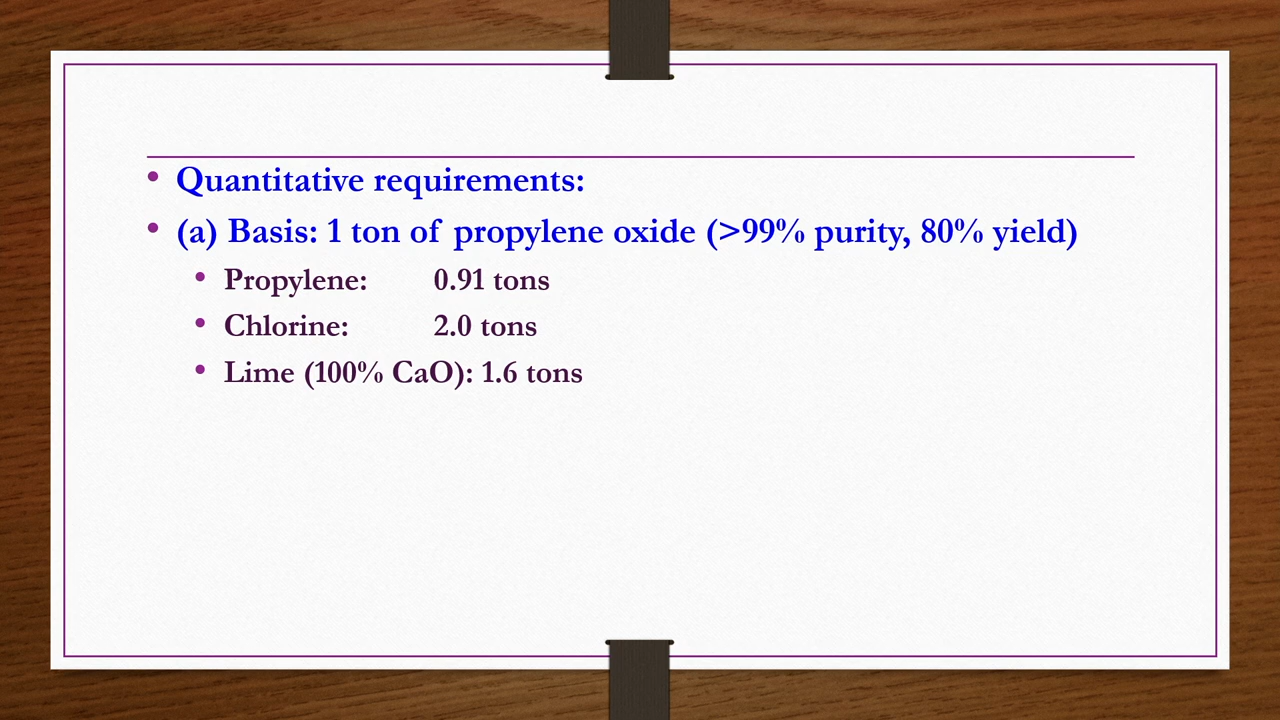 • Quantitative requirements:
• (a) Basis: 1 ton of propylene oxide (>99% purity, 80% yield)
• Propylene: 0.91 tons
• Chlorine: 2.0 tons
• Lime (100% CaO): 1.6 tons